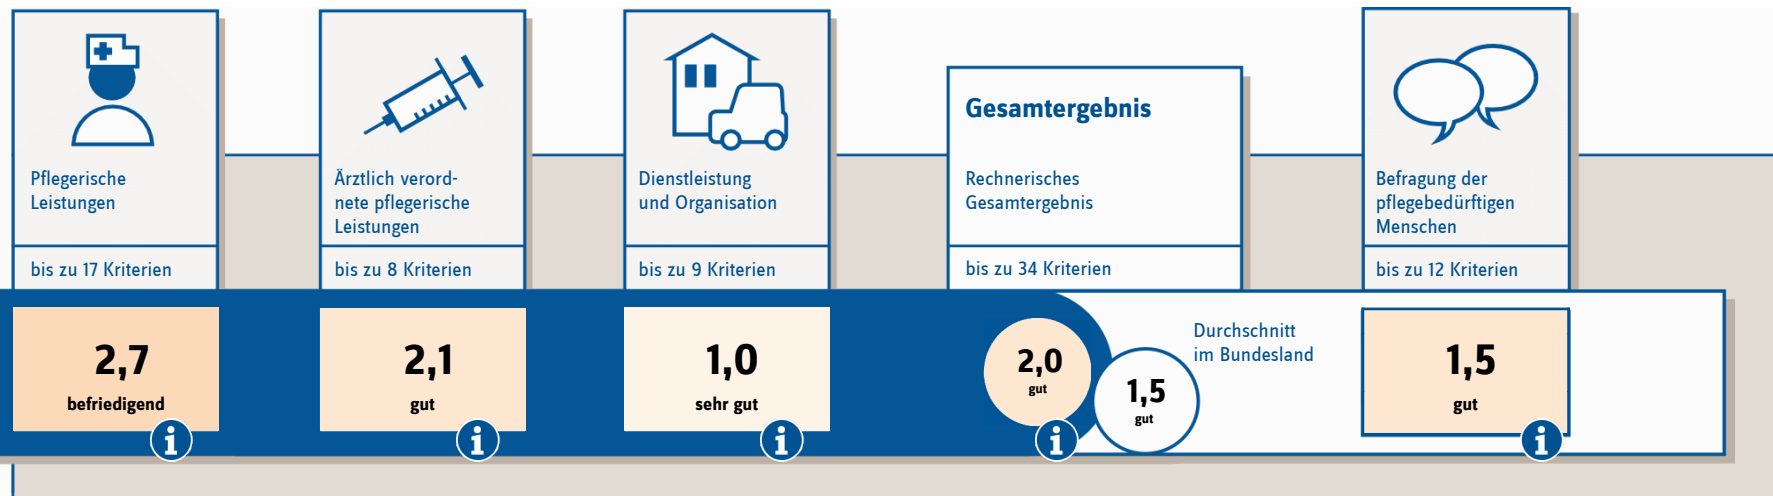 Pflegerische
Leistungen
bis zu 17 Kriterien
2,7
befriedigend
i
Ärztlich verord-
nete pflegerische
Leistungen
bis zu 8 Kriterien
2,1
gut
i
Dienstleistung
und Organisation
bis zu 9 Kriterien
1,0
sehr gut
i
Gesamtergebnis
Rechnerisches
Gesamtergebnis
bis zu 34 Kriterien
2,0
gut
i
1,5
gut
Durchschnitt
im Bundesland
Befragung der
pflegebedürftigen
Menschen
bis zu 12 Kriterien
1,5
gut
i